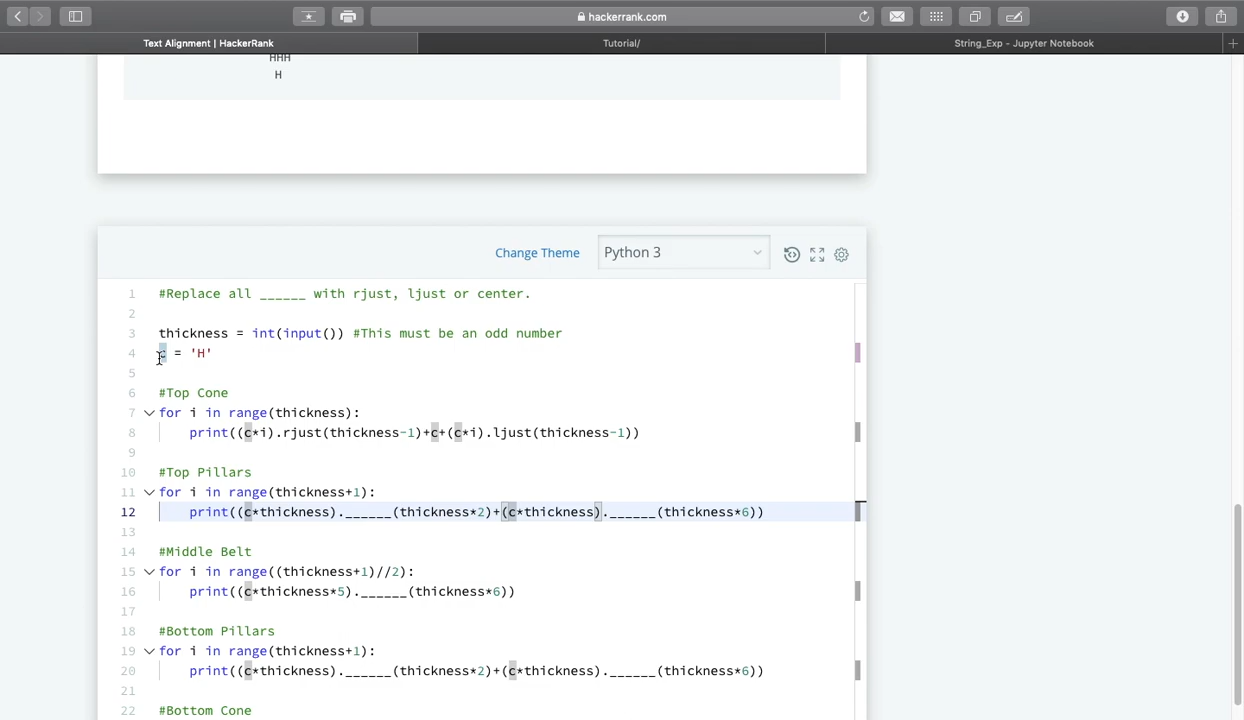 hackerrank.com
Text Alignment | HackerRank
Tutorial/
String_Exp - Jupyter Notebook
HHH
H
Change Theme
Python 3
1 #Replace all ______ with rjust, ljust or center.
2
3 thickness = int(input()) #This must be an odd number
4 c = 'H'
5
6 #Top Cone
7 for i in range(thickness):
8 print((c*i).rjust(thickness-1)+c+(c*i).ljust(thickness-1))
9
10 #Top Pillars
11 for i in range(thickness+1):
12 print((c*thickness).______(thickness*2)+(c*thickness).______(thickness*6))
13
14 #Middle Belt
15 for i in range((thickness+1)//2):
16 print((c*thickness*5).______(thickness*6))
17
18 #Bottom Pillars
19 for i in range(thickness+1):
20 print((c*thickness).______(thickness*2)+(c*thickness).______(thickness*6))
21
22 #Bottom Cone